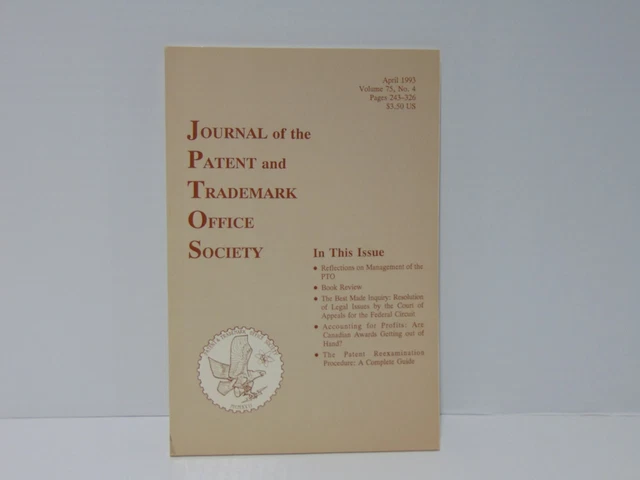 April 1993
Volume 75, No. 4
Pages 243–326
$3.50 US
JOURNAL of the
PATENT and
TRADEMARK
OFFICE
SOCIETY
In This Issue
• Reflections on Management of the
PTO
• Book Review
• The Best Made Inquiry: Resolution
of Legal Issues by the Court of
Appeals for the Federal Circuit
• Accounting for Profits: Are
Canadian Awards Getting out of
Hand?
• The Patent Reexamination
Procedure: A Complete Guide